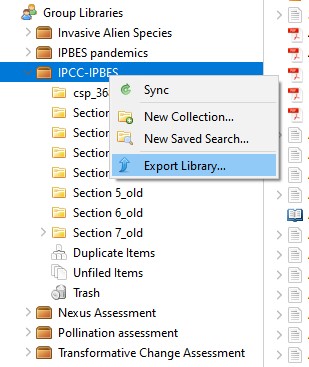 Group Libraries
Invasive Alien Species
IPBES pandemics
IPCC-IPBES
csp_36
Sync
Section
New Collection...
Section
New Saved Search...
Section
Section
Export Library...
Section 5_old
Section 6_old
Section 7_old
Duplicate Items
Unfiled Items
Trash
Nexus Assessment
Pollination assessment
Transformative Change Assessment